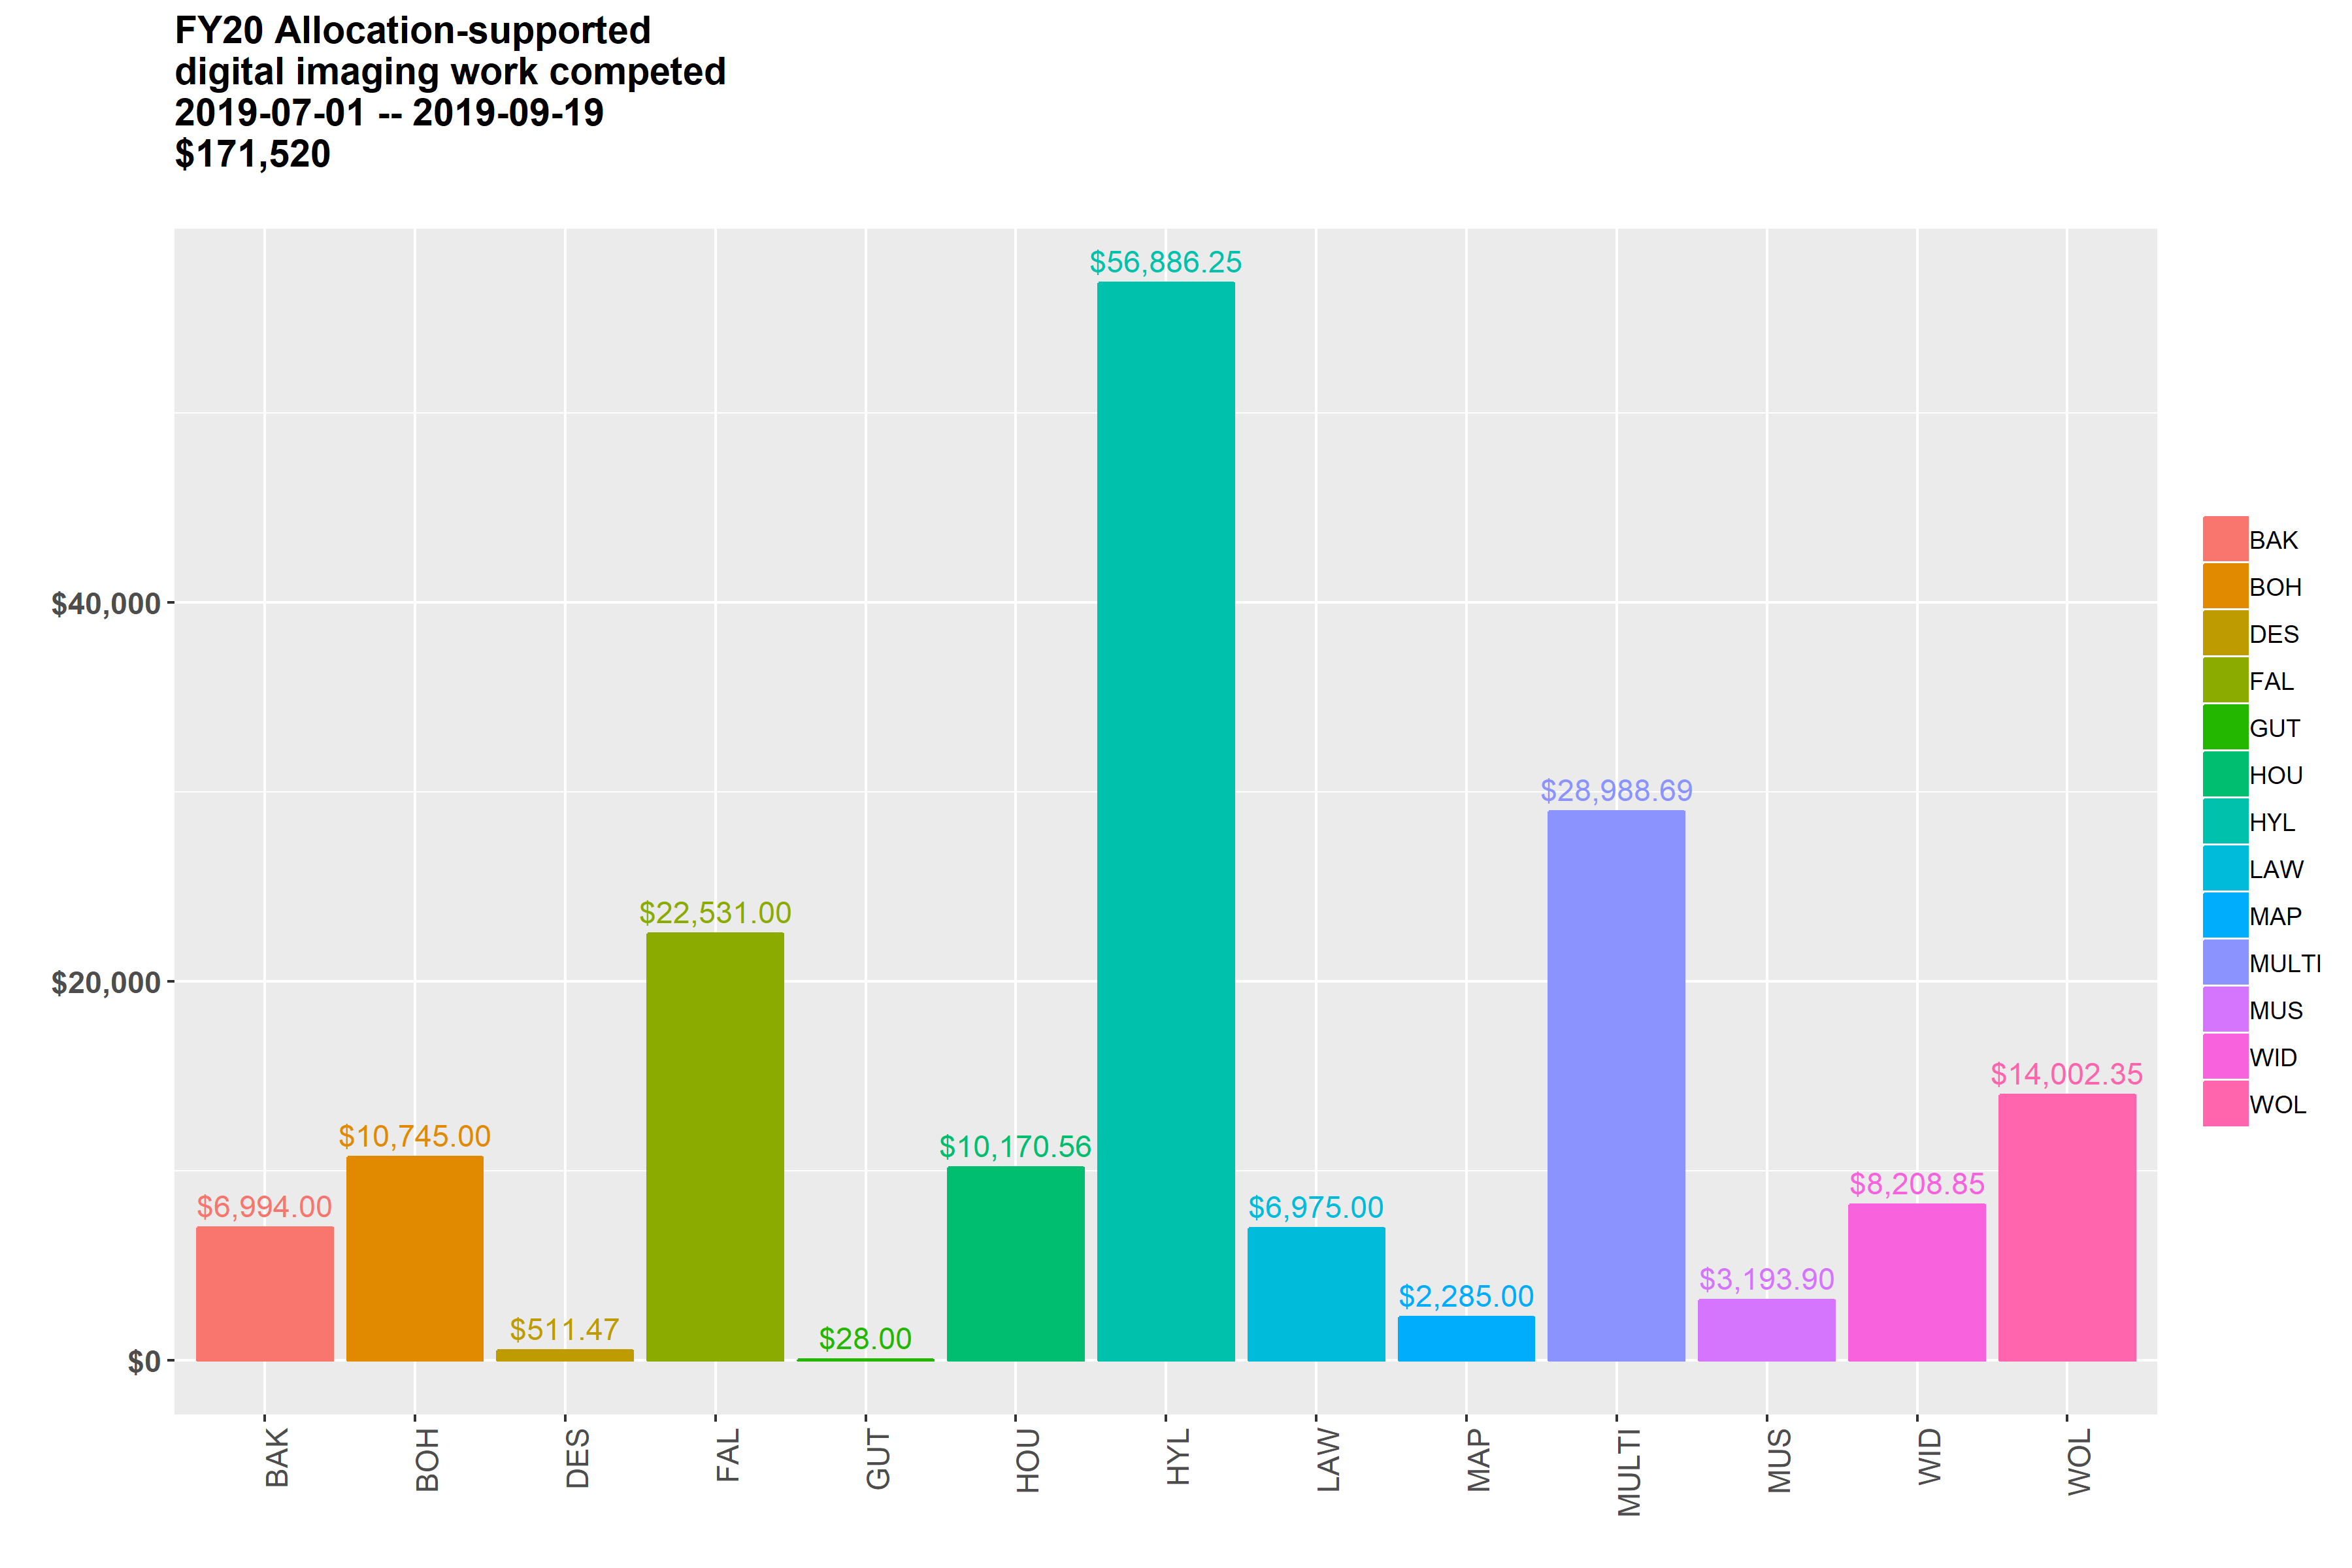 FY20 Allocation-supported
digital imaging work competed
2019-07-01 -- 2019-09-19
$171,520
$56,886.25
$40,000
$28,988.69
$22,531.00
$20,000
$14,002.35
$10,745.00
$10,170.56
$8,208.85
$6,994.00
$6,975.00
$3,193.90
$2,285.00
$511.47
$28.00
$0
BAK
BOH
DES
FAL
GUT
HOU
HYL
LAW
MAP
MULTI
MUS
WID
WOL
BAK
BOH
DES
FAL
GUT
HOU
HYL
LAW
MAP
MULTI
MUS
WID
WOL